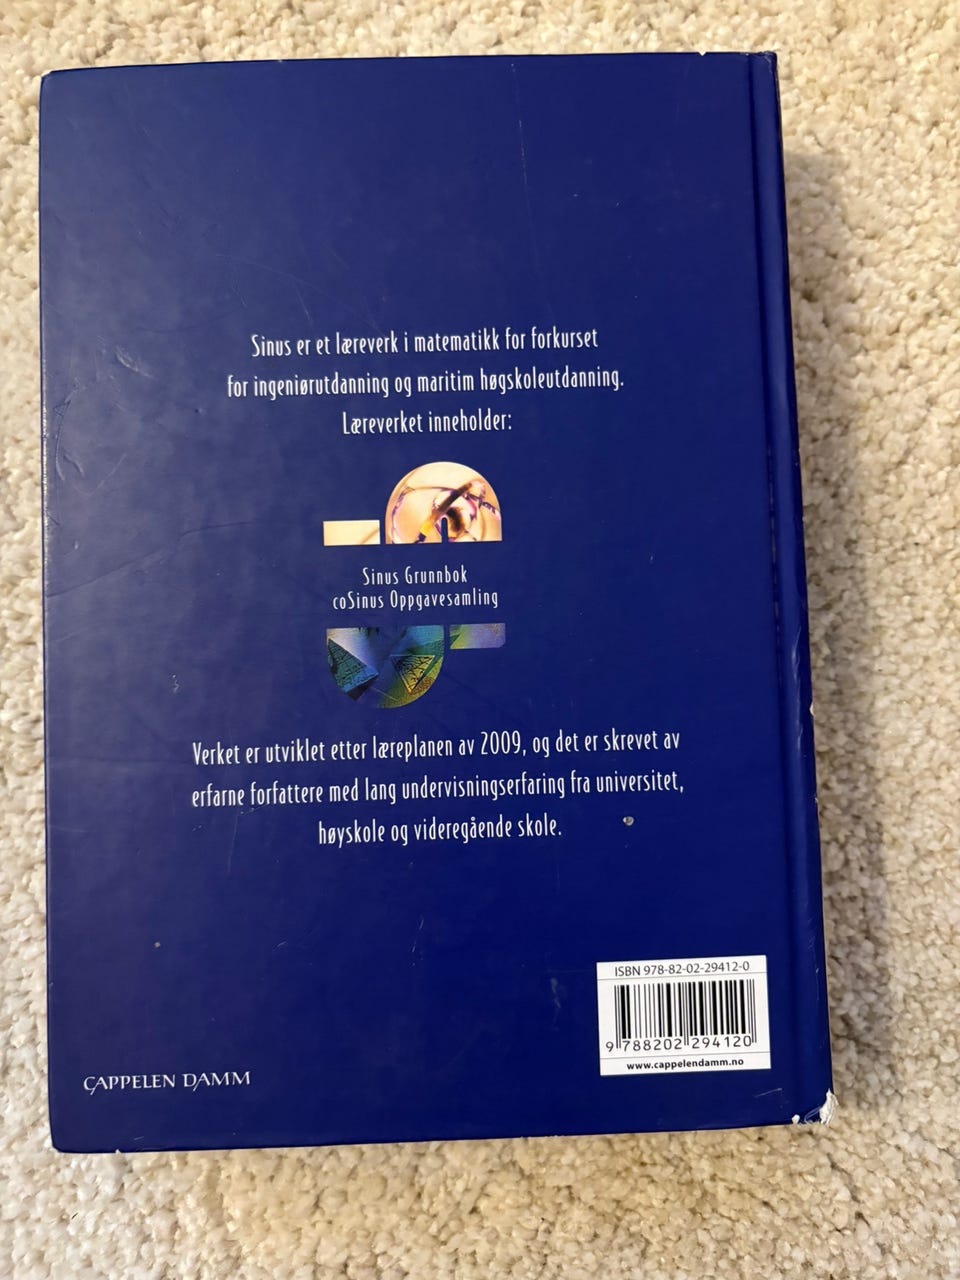 Sinus er et læreverk i matematikk for forkurset
for ingeniørutdanning og maritim høgskoleutdanning.
Læreverket inneholder:
Sinus Grunnbok
coSinus Oppgavesamling
Verket er utviklet etter læreplanen av 2009, og det er skrevet av
erfarne forfattere med lang undervisningserfaring fra universitet,
høyskole og videregående skole.
ISBN 978-82-02-29412-0
9 788202 294120
www.cappelendamm.no
CAPPELEN DAMM